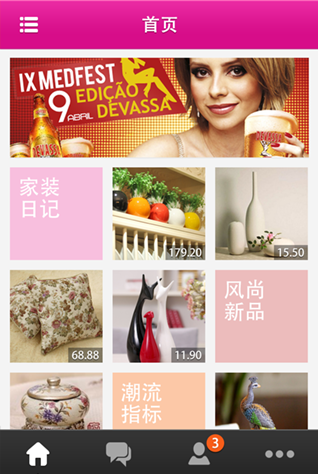 首页
IX MEDFEST
9 EDIÇÃO
ABRIL DEVASSA
DEVASSA
家装
日记
179.20
15.50
68.88
11.90
风尚
新品
潮流
指标
3